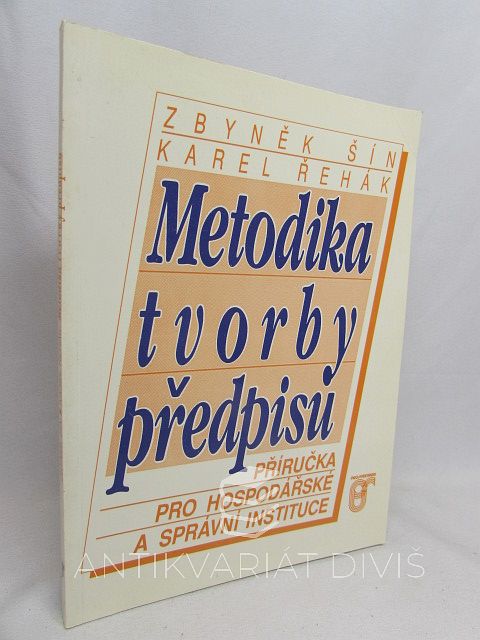 ZBYNĚK ŠÍN
KAREL ŘEHÁK
Metodika
tvorby
předpisů
PŘÍRUČKA
PRO HOSPODÁŘSKÉ
A SPRÁVNÍ INSTITUCE
ANTIKVARIÁT DIVIŠ